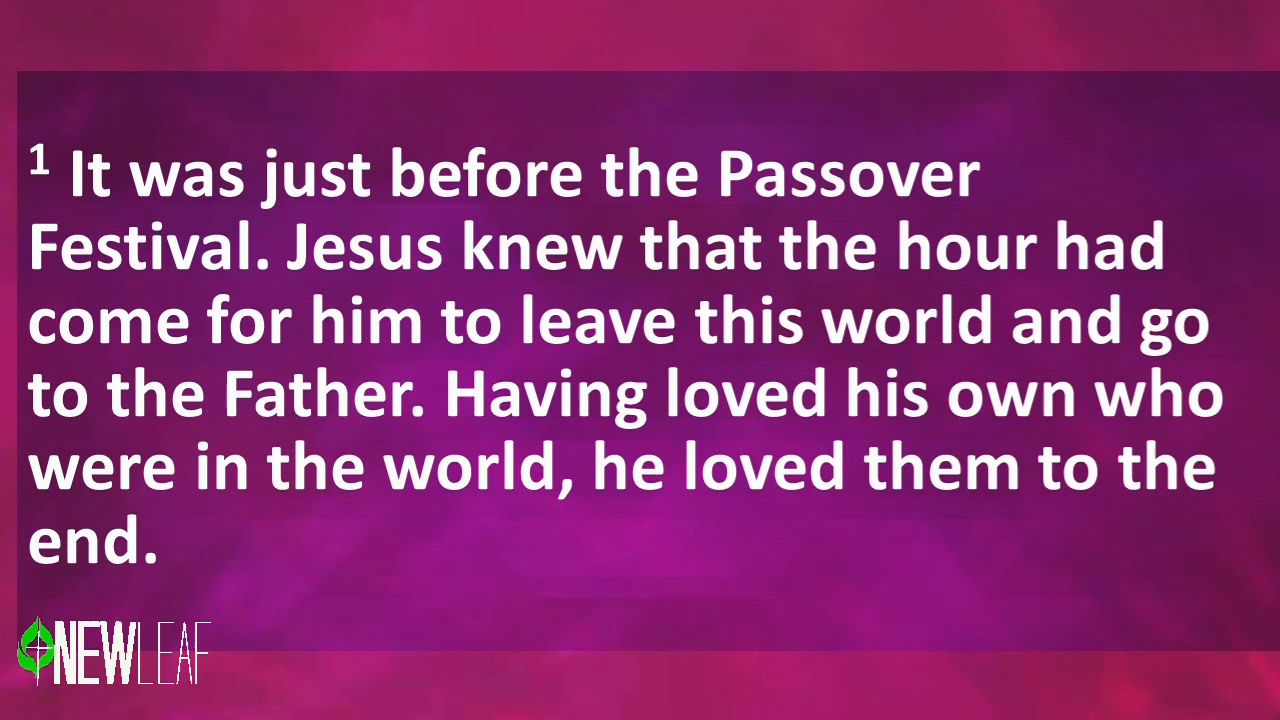 ¹ It was just before the Passover
Festival. Jesus knew that the hour had
come for him to leave this world and go
to the Father. Having loved his own who
were in the world, he loved them to the
end.
NEWLEAF